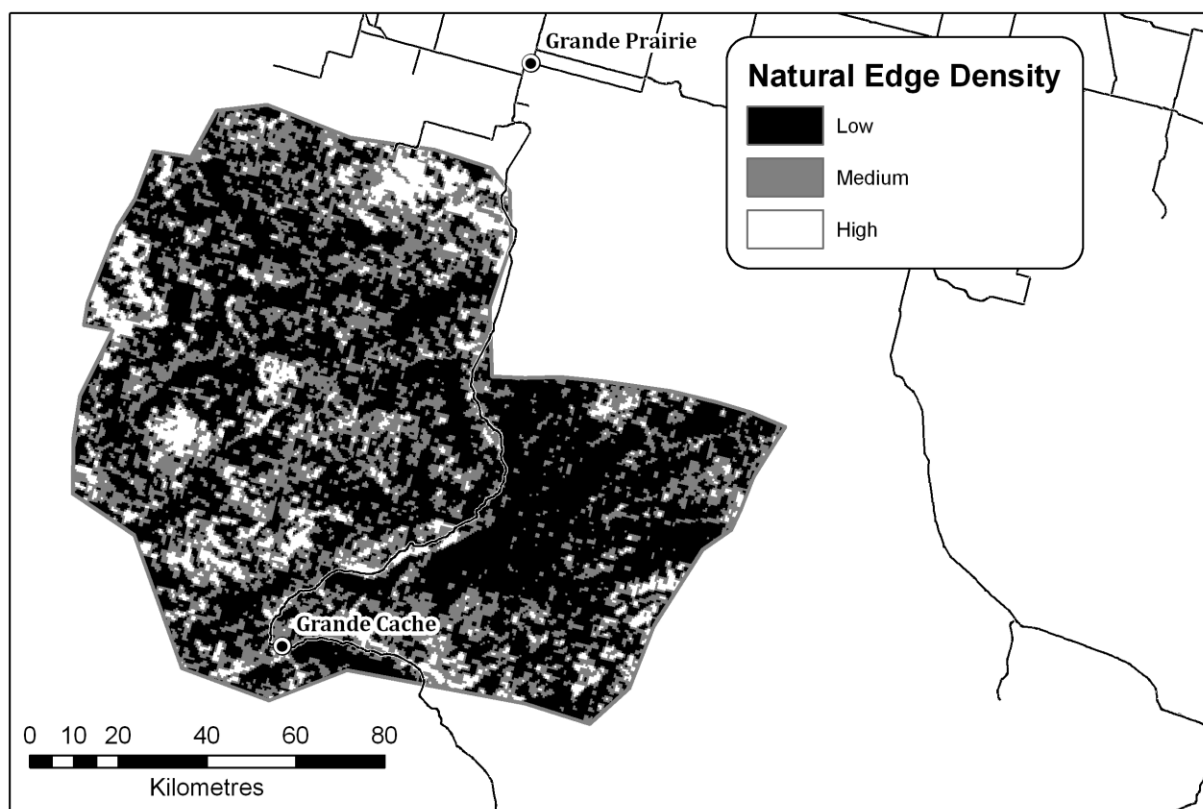 Grande Prairie
Natural Edge Density
Low
Medium
High
Grande Cache
0 10 20 40 60 80
Kilometres